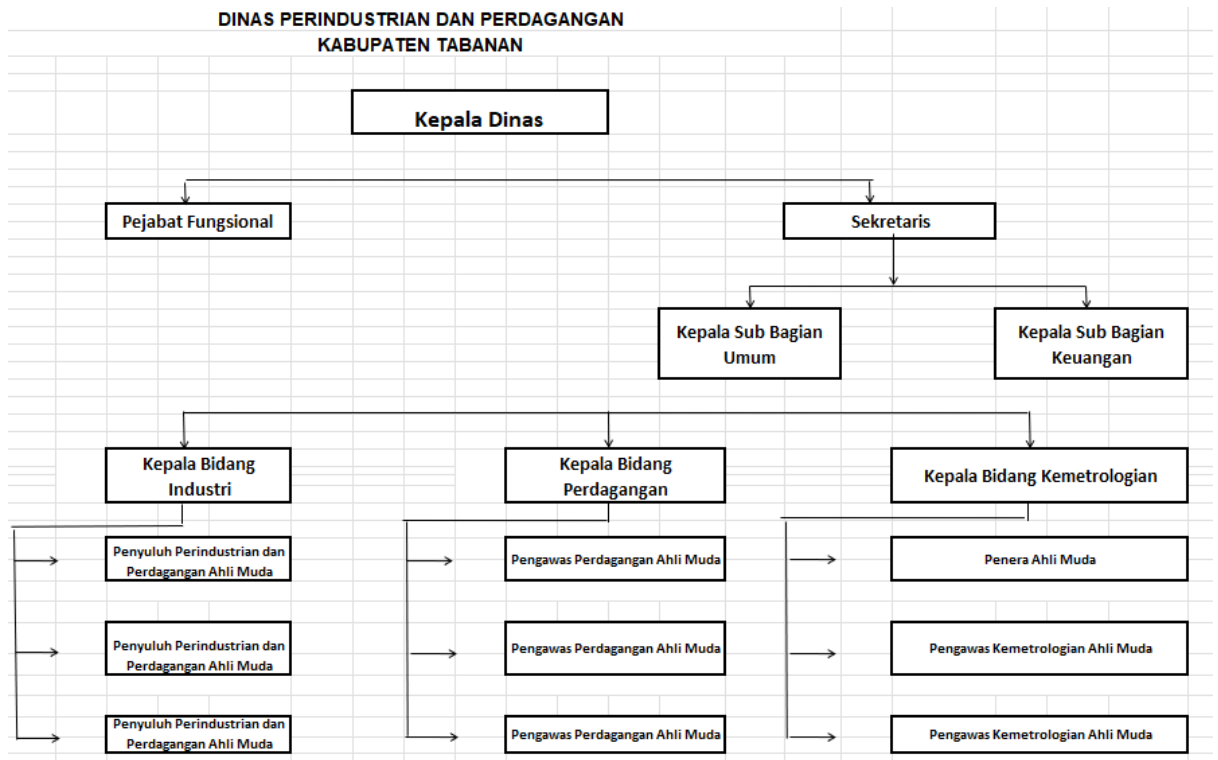 DINAS PERINDUSTRIAN DAN PERDAGANGAN
KABUPATEN TABANAN
Kepala Dinas
Pejabat Fungsional
Sekretaris
Kepala Sub Bagian
Umum
Kepala Sub Bagian
Keuangan
Kepala Bidang
Industri
Kepala Bidang
Perdagangan
Kepala Bidang Kemetrologian
Penyuluh Perindustrian dan
Perdagangan Ahli Muda
Pengawas Perdagangan Ahli Muda
Penera Ahli Muda
Penyuluh Perindustrian dan
Perdagangan Ahli Muda
Pengawas Perdagangan Ahli Muda
Pengawas Kemetrologian Ahli Muda
Penyuluh Perindustrian dan
Perdagangan Ahli Muda
Pengawas Perdagangan Ahli Muda
Pengawas Kemetrologian Ahli Muda